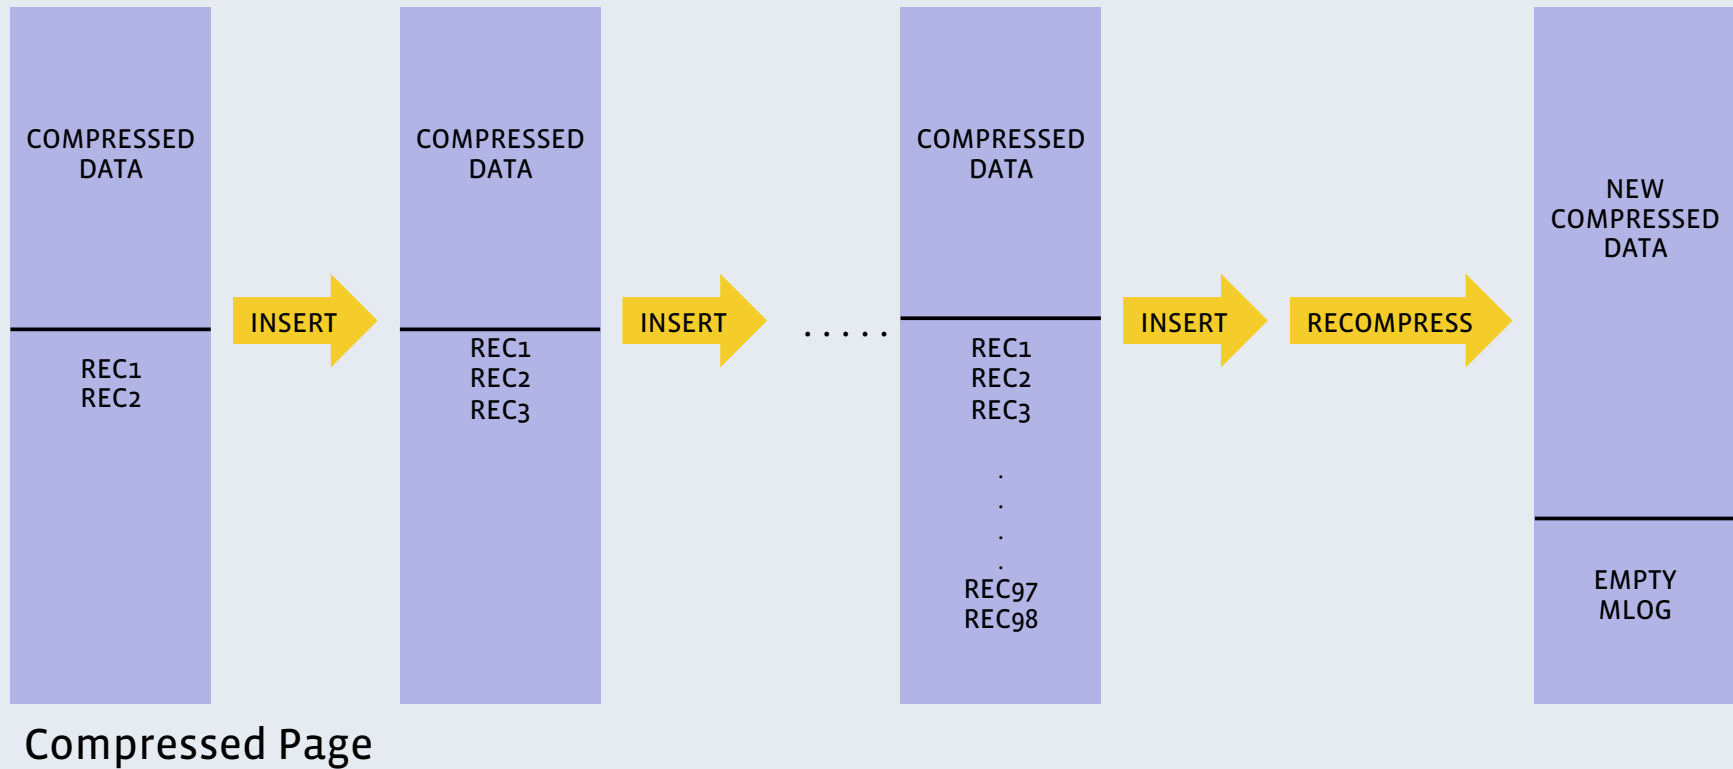 COMPRESSED
DATA
REC1
REC2
INSERT
COMPRESSED
DATA
REC1
REC2
REC3
INSERT
.....
COMPRESSED
DATA
REC1
REC2
REC3
.
.
.
.
REC97
REC98
INSERT
RECOMPRESS
NEW
COMPRESSED
DATA
EMPTY
MLOG
Compressed Page